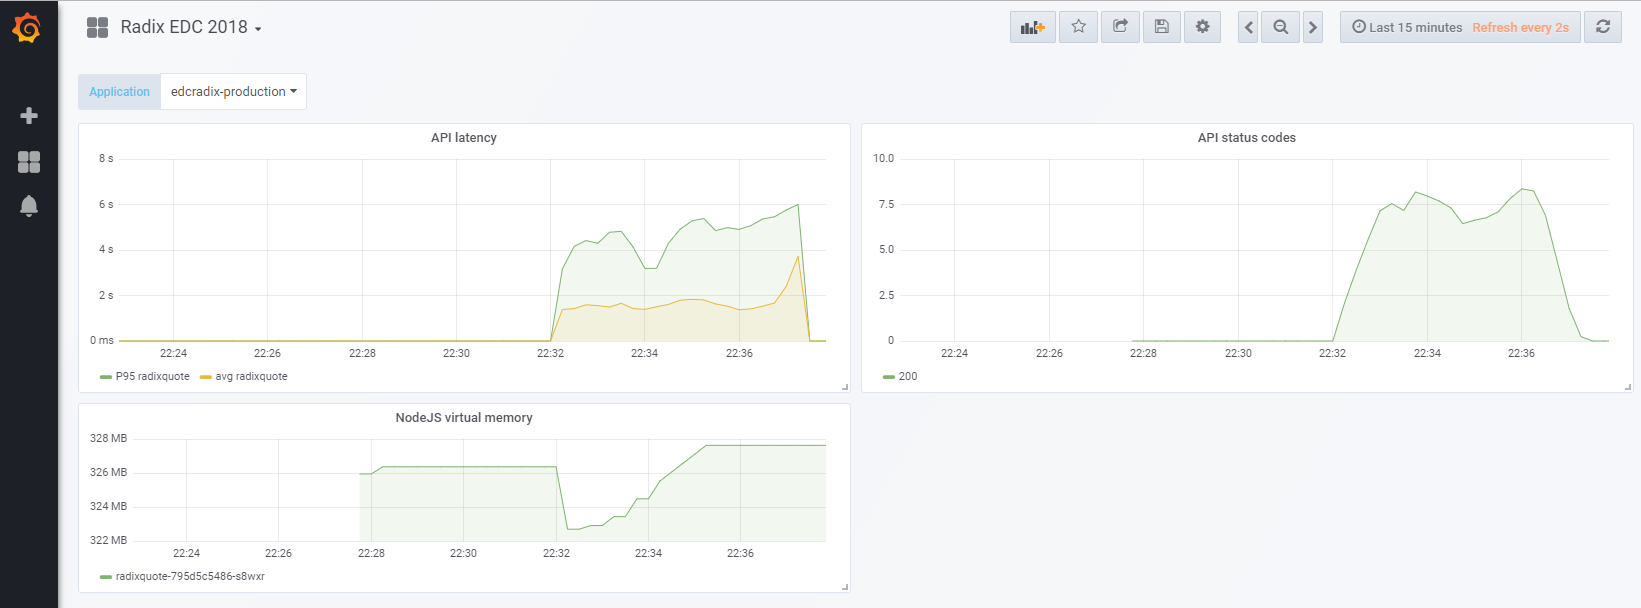 Radix EDC 2018
Last 15 minutes Refresh every 2s
Application edcradix-production
API latency
8 s
6 s
4 s
2 s
0 ms
22:24 22:26 22:28 22:30 22:32 22:34 22:36
P95 radixquote avg radixquote
API status codes
10.0
7.5
5.0
2.5
0
22:24 22:26 22:28 22:30 22:32 22:34 22:36
200
NodeJS virtual memory
328 MB
326 MB
324 MB
322 MB
22:24 22:26 22:28 22:30 22:32 22:34 22:36
radixquote-795d5c5486-s8wxr